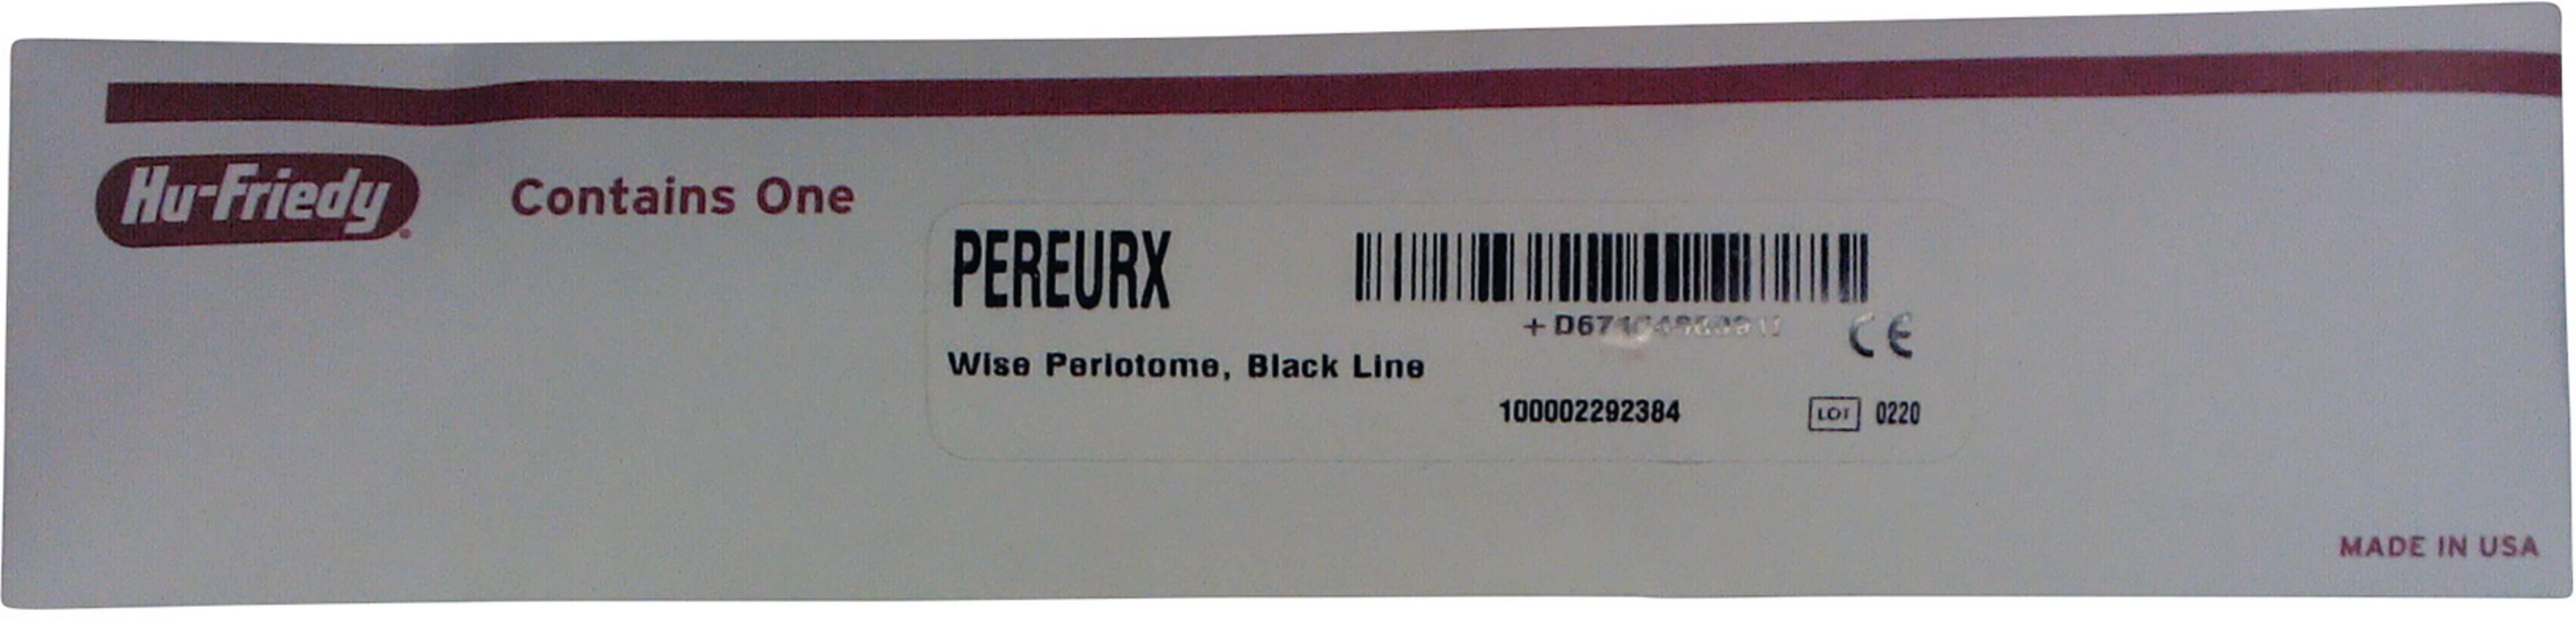 Hu-Friedy
Contains One
PEREURX
Wise Periotome, Black Line
CE
100002292384
LOT 0220
MADE IN USA